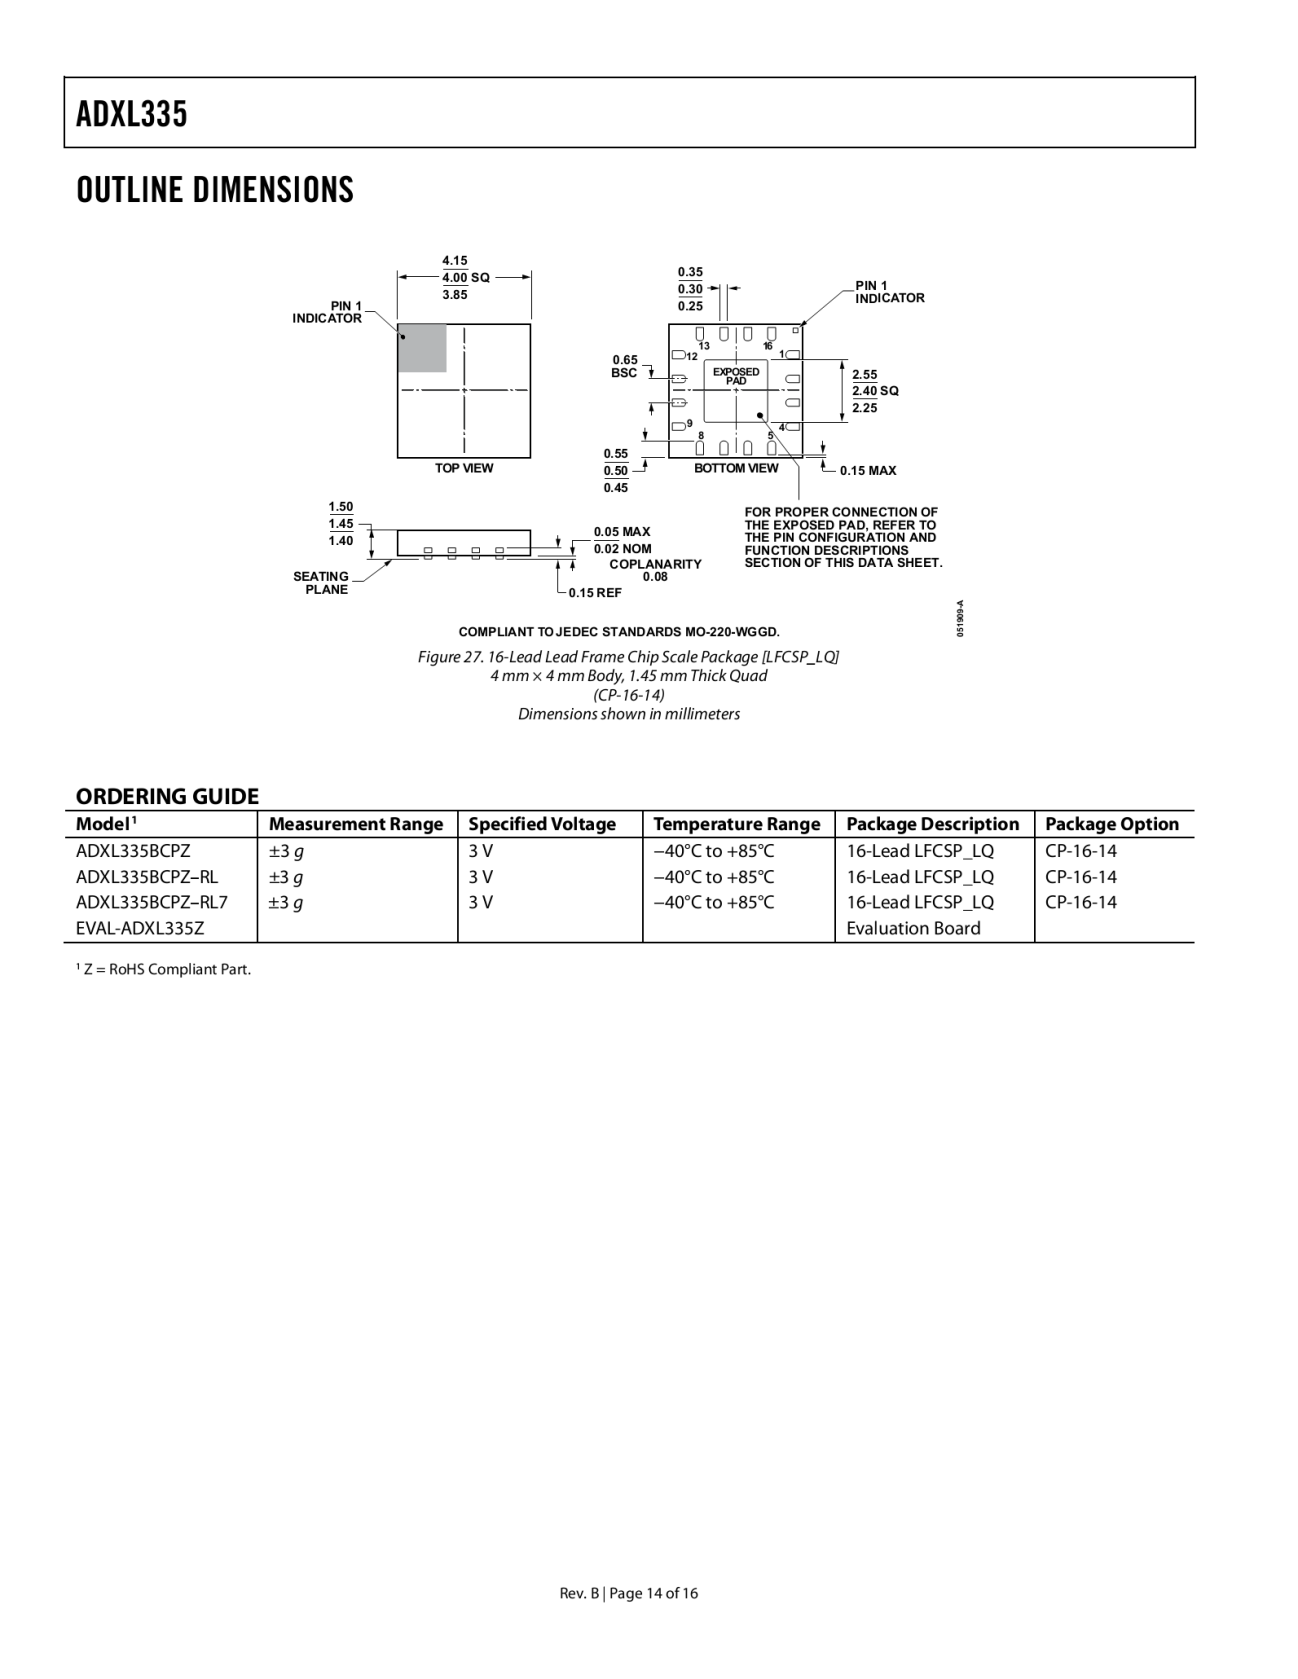 ADXL335
OUTLINE DIMENSIONS
4.15
4.00 SQ
3.85
PIN 1
INDICATOR
TOP VIEW
0.35
0.30
0.25
PIN 1
INDICATOR
13
16
12
1
0.65
BSC
EXPOSED
PAD
2.55
2.40 SQ
2.25
9
4
8
5
0.55
0.50
0.45
BOTTOM VIEW
0.15 MAX
1.50
1.45
1.40
SEATING
PLANE
0.05 MAX
0.02 NOM
COPLANARITY
0.08
0.15 REF
FOR PROPER CONNECTION OF
THE EXPOSED PAD, REFER TO
THE PIN CONFIGURATION AND
FUNCTION DESCRIPTIONS
SECTION OF THIS DATA SHEET.
051909-A
COMPLIANT TO JEDEC STANDARDS MO-220-WGGD.
Figure 27. 16-Lead Lead Frame Chip Scale Package [LFCSP_LQ]
4 mm × 4 mm Body, 1.45 mm Thick Quad
(CP-16-14)
Dimensions shown in millimeters
ORDERING GUIDE
Model¹ Measurement Range Specified Voltage Temperature Range Package Description Package Option
ADXL335BCPZ ±3 g 3 V −40°C to +85°C 16-Lead LFCSP_LQ CP-16-14
ADXL335BCPZ–RL ±3 g 3 V −40°C to +85°C 16-Lead LFCSP_LQ CP-16-14
ADXL335BCPZ–RL7 ±3 g 3 V −40°C to +85°C 16-Lead LFCSP_LQ CP-16-14
EVAL-ADXL335Z Evaluation Board
¹ Z = RoHS Compliant Part.
Rev. B | Page 14 of 16